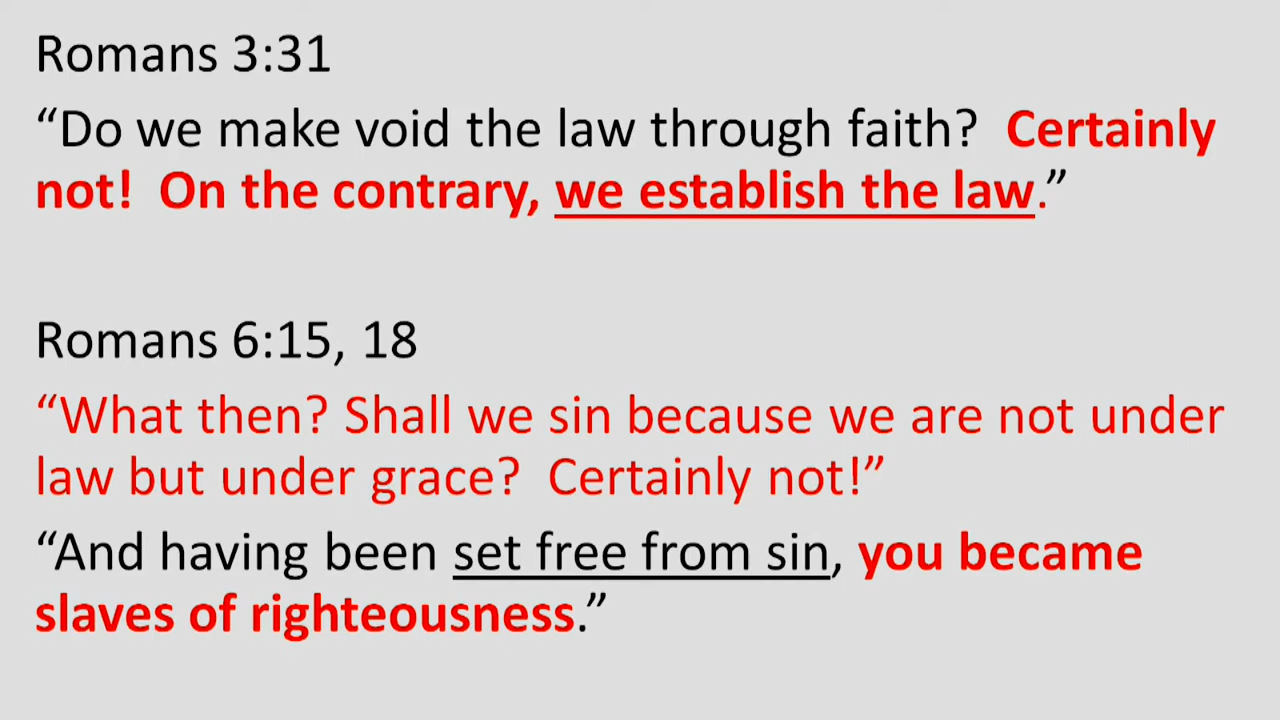 Romans 3:31
“Do we make void the law through faith?  Certainly
not!  On the contrary, we establish the law.”
Romans 6:15, 18
“What then? Shall we sin because we are not under
law but under grace?  Certainly not!”
“And having been set free from sin, you became
slaves of righteousness.”